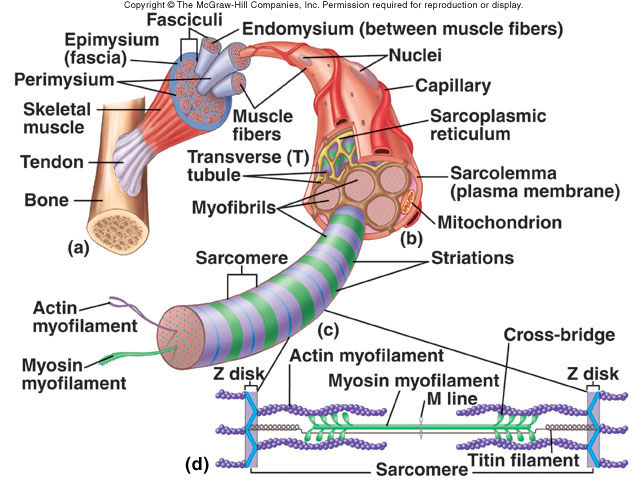 Copyright © The McGraw-Hill Companies, Inc. Permission required for reproduction or display.
Fasciculi
Endomysium (between muscle fibers)
Epimysium
(fascia)
Nuclei
Perimysium
Capillary
Skeletal
muscle
Muscle
fibers
Sarcoplasmic
reticulum
Transverse (T)
tubule
Tendon
Sarcolemma
(plasma membrane)
Bone
Myofibrils
Mitochondrion
(a)
(b)
Sarcomere
Striations
Actin
myofilament
(c)
Myosin
myofilament
Cross-bridge
Z disk
Actin myofilament
Z disk
Myosin myofilament
M line
Titin filament
(d)
Sarcomere